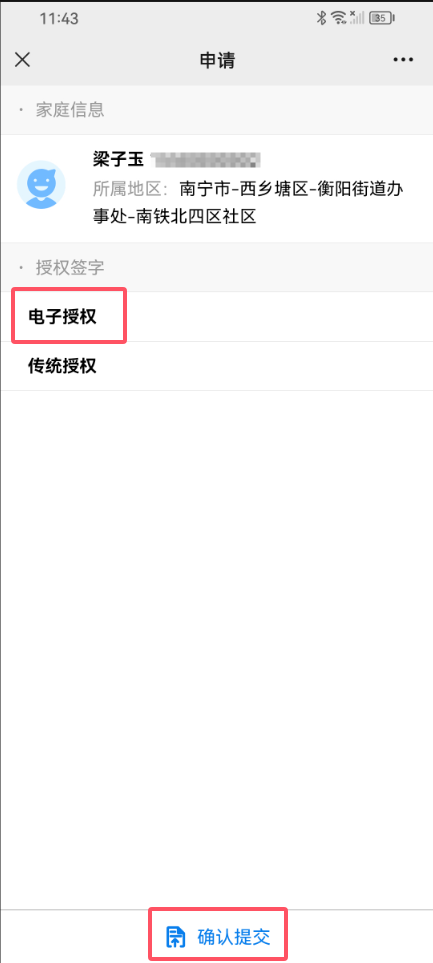 11:43
85
申请
· 家庭信息
梁子玉
所属地区：南宁市-西乡塘区-衡阳街道办
事处-南铁北四区社区
· 授权签字
电子授权
传统授权
确认提交